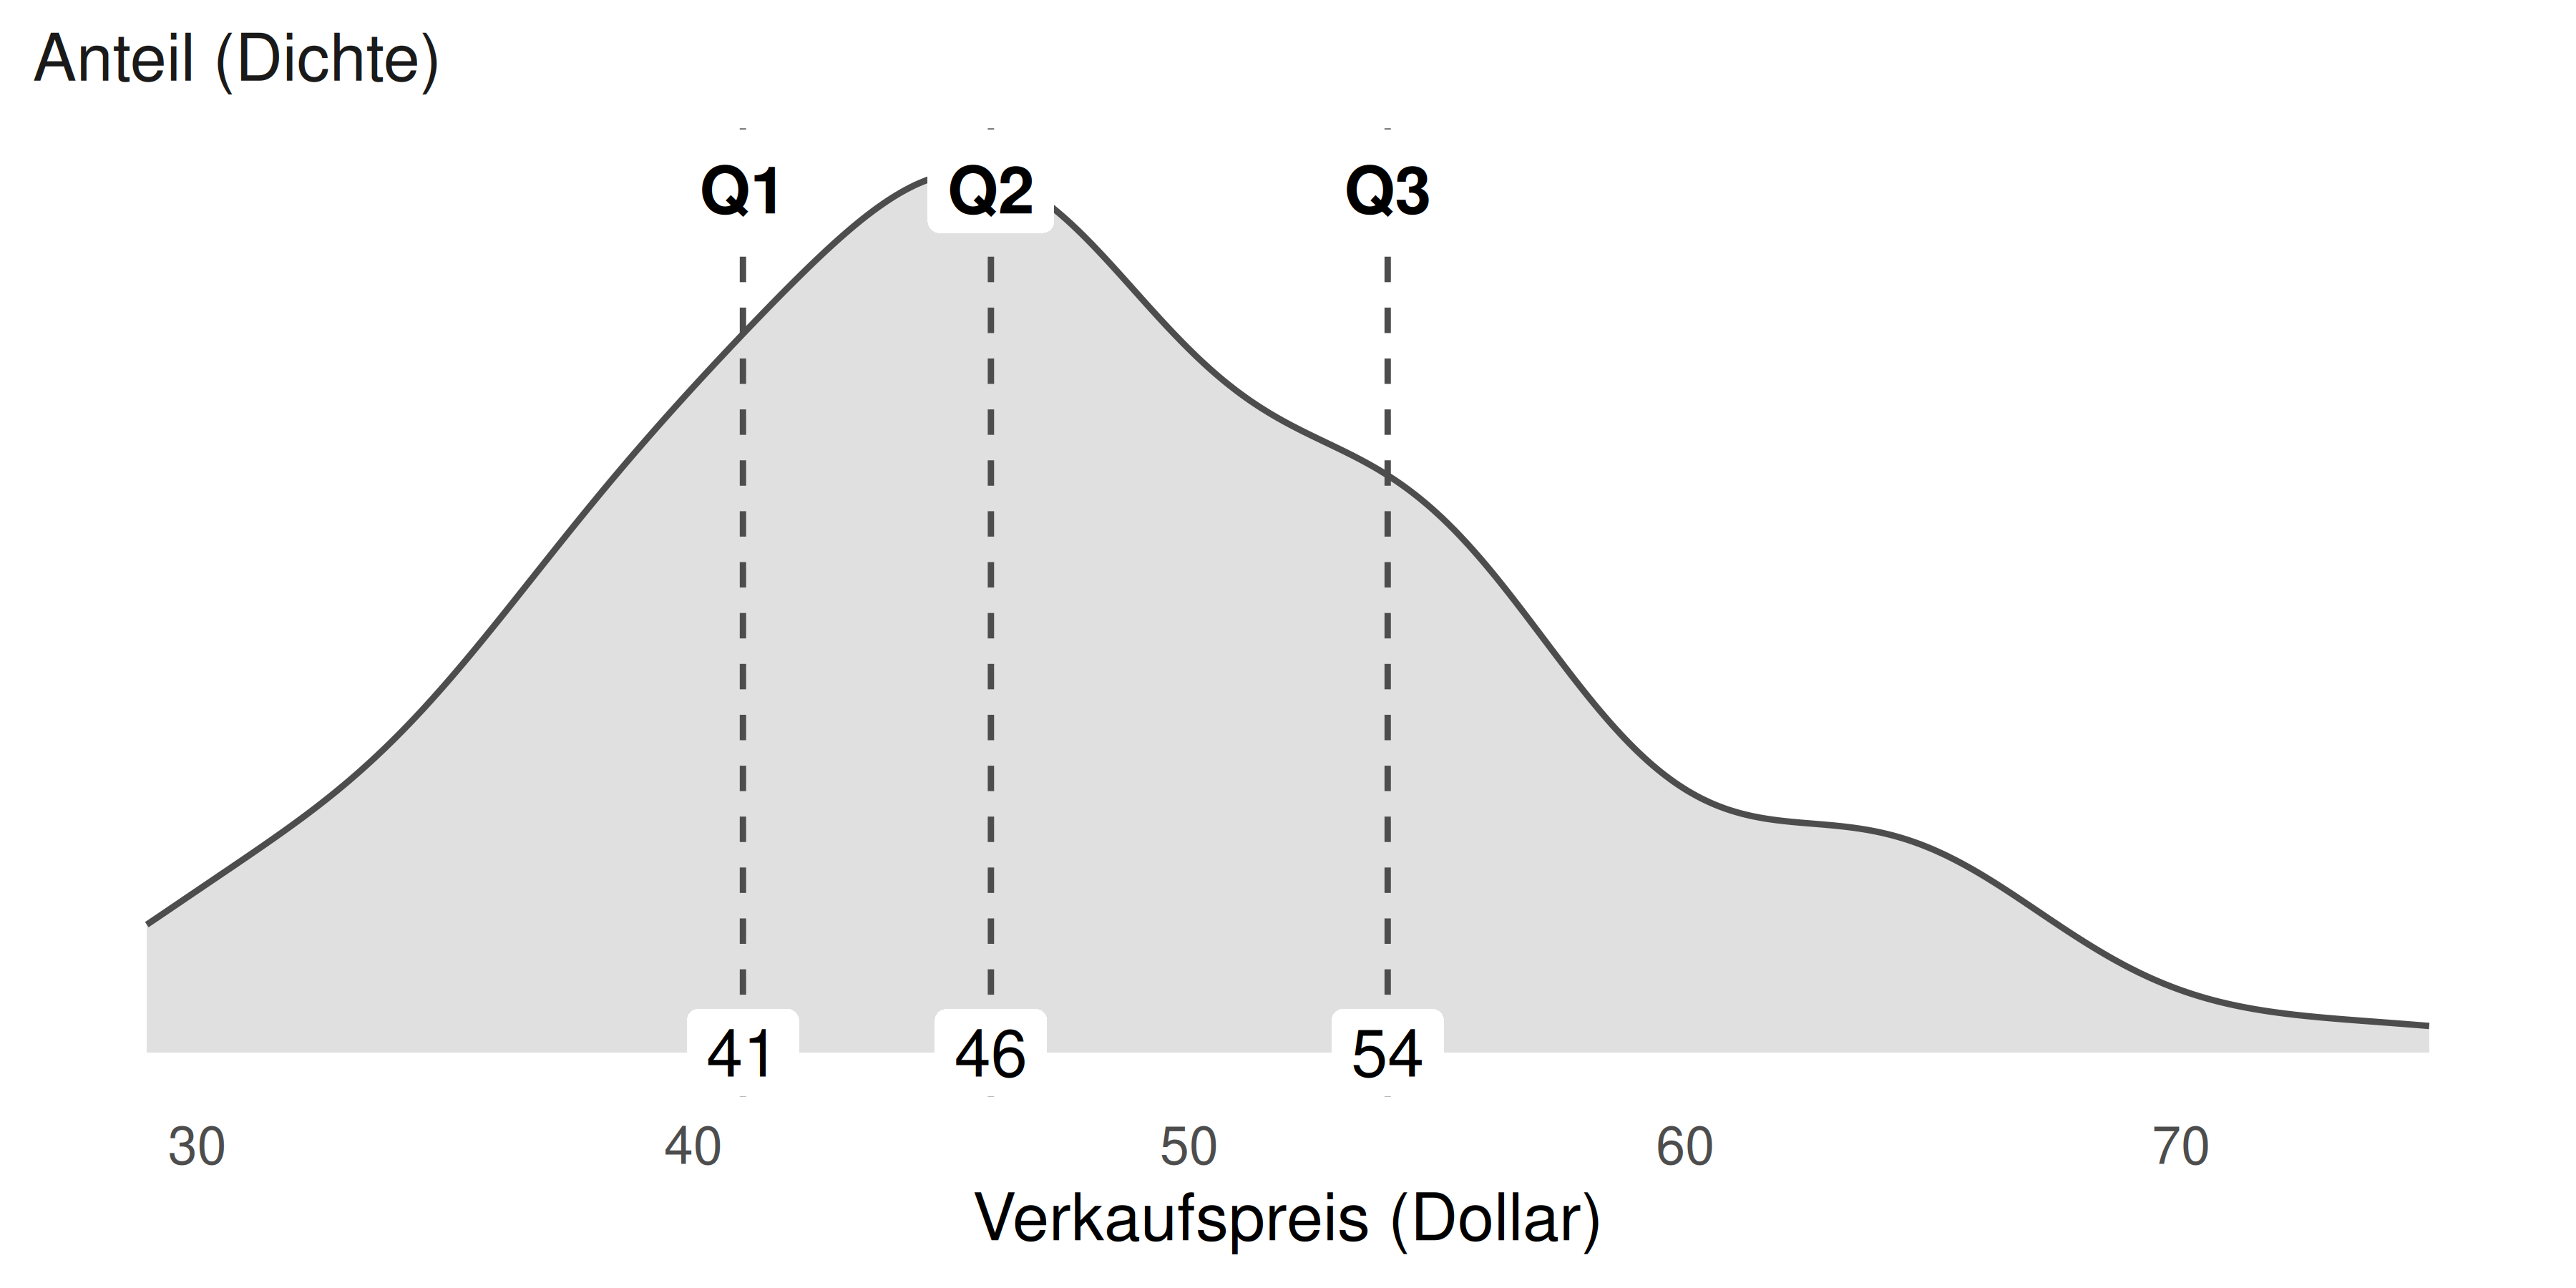 Anteil (Dichte)
Q1 Q2 Q3
41 46 54
30 40 50 60 70
Verkaufspreis (Dollar)